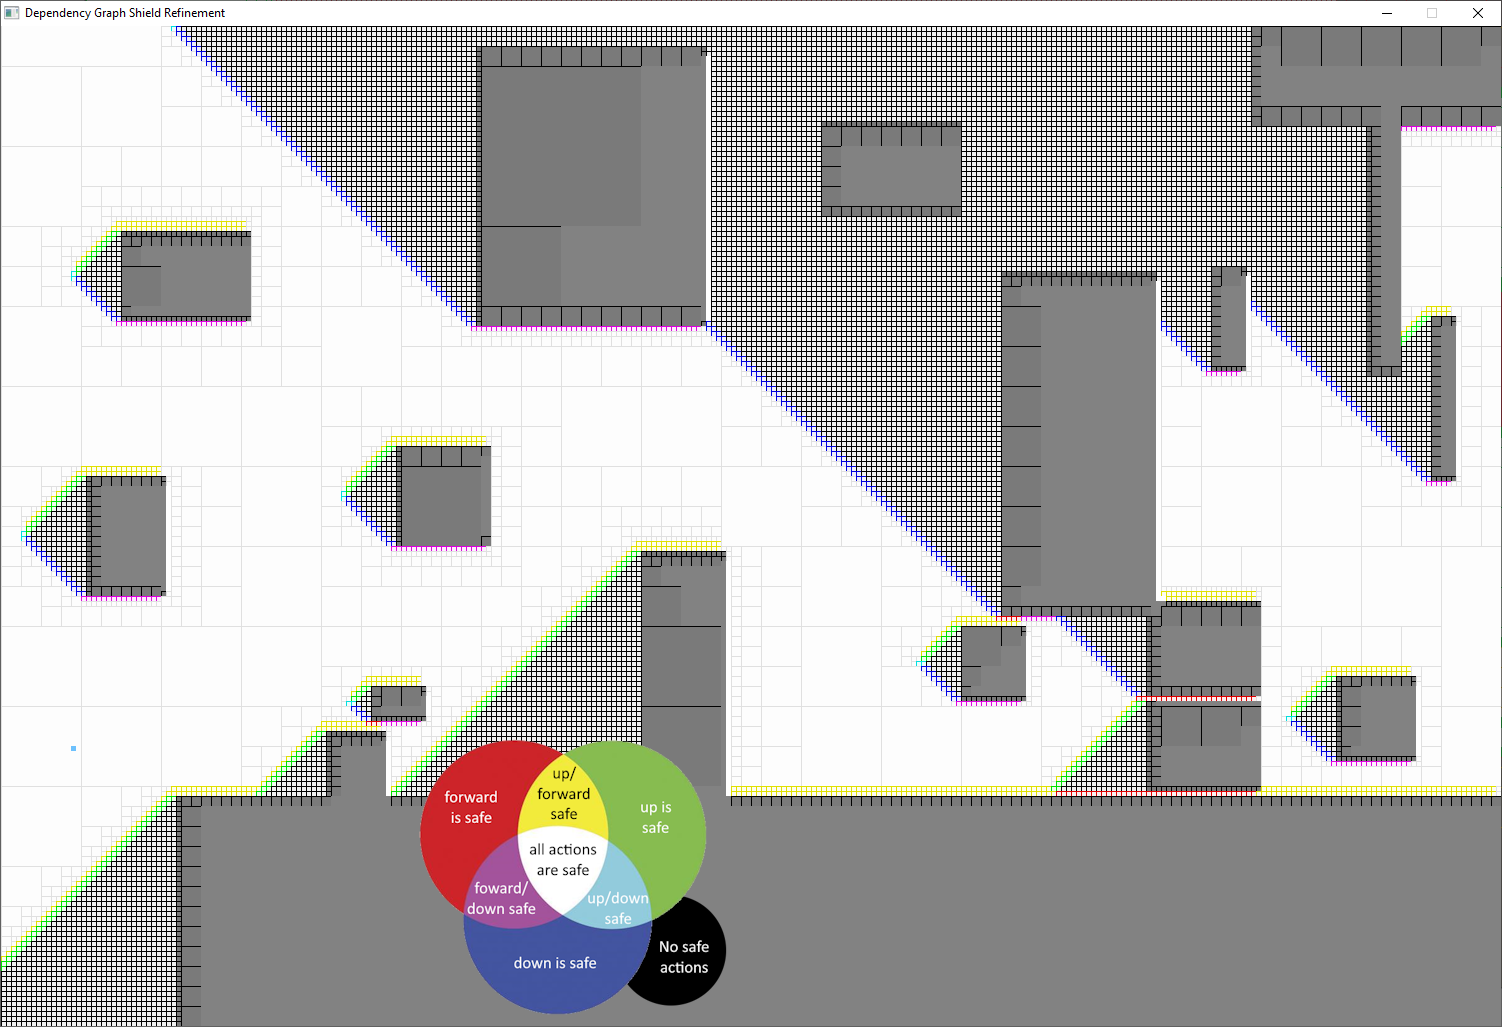 Dependency Graph Shield Refinement
up/
forward
safe
forward
is safe
up is
safe
all actions
are safe
foward/
down safe
up/down
safe
No safe
actions
down is safe